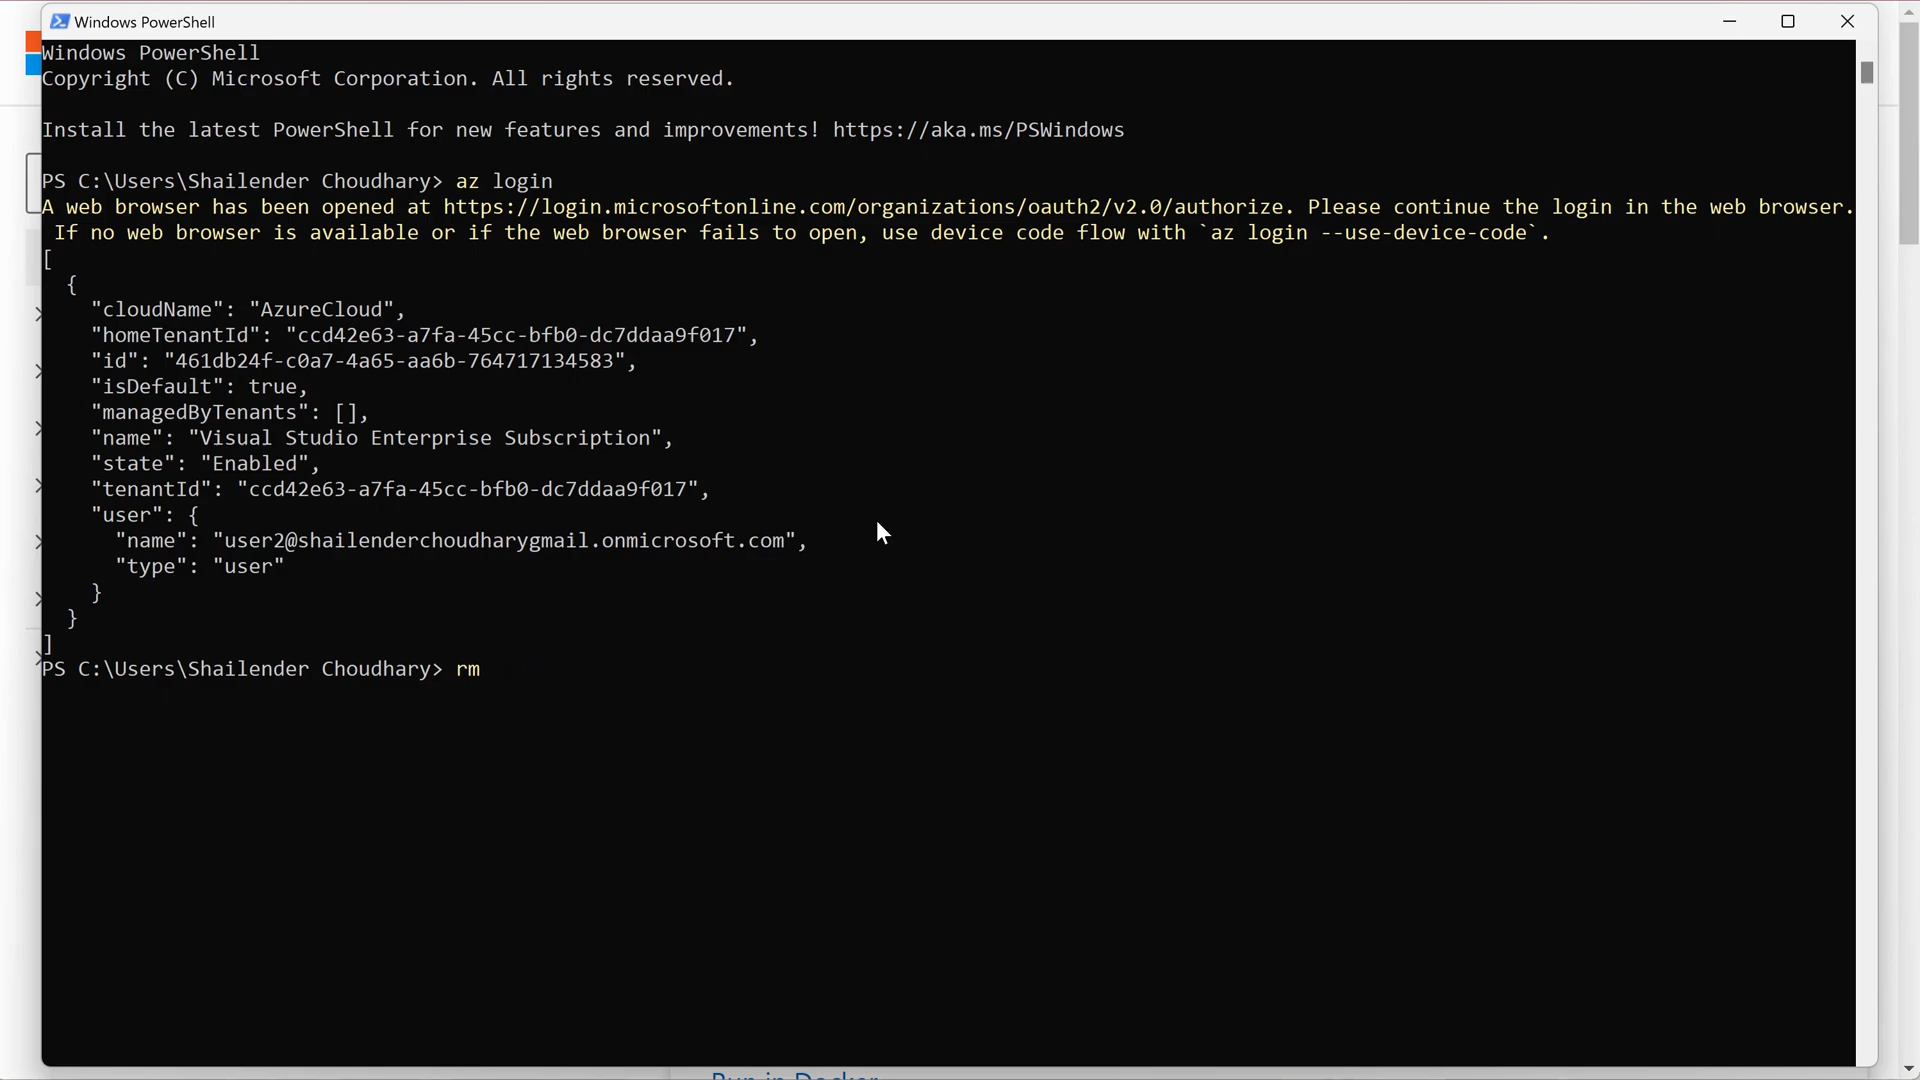 Windows PowerShell
Windows PowerShell
Copyright (C) Microsoft Corporation. All rights reserved.
Install the latest PowerShell for new features and improvements! https://aka.ms/PSWindows
PS C:\Users\Shailender Choudhary> az login
A web browser has been opened at https://login.microsoftonline.com/organizations/oauth2/v2.0/authorize. Please continue the login in the web browser.
If no web browser is available or if the web browser fails to open, use device code flow with `az login --use-device-code`.
[
{
"cloudName": "AzureCloud",
"homeTenantId": "ccd42e63-a7fa-45cc-bfb0-dc7ddaa9f017",
"id": "461db24f-c0a7-4a65-aa6b-764717134583",
"isDefault": true,
"managedByTenants": [],
"name": "Visual Studio Enterprise Subscription",
"state": "Enabled",
"tenantId": "ccd42e63-a7fa-45cc-bfb0-dc7ddaa9f017",
"user": {
"name": "user2@shailenderchoudharygmail.onmicrosoft.com",
"type": "user"
}
}
]
PS C:\Users\Shailender Choudhary> rm
Run in Docker